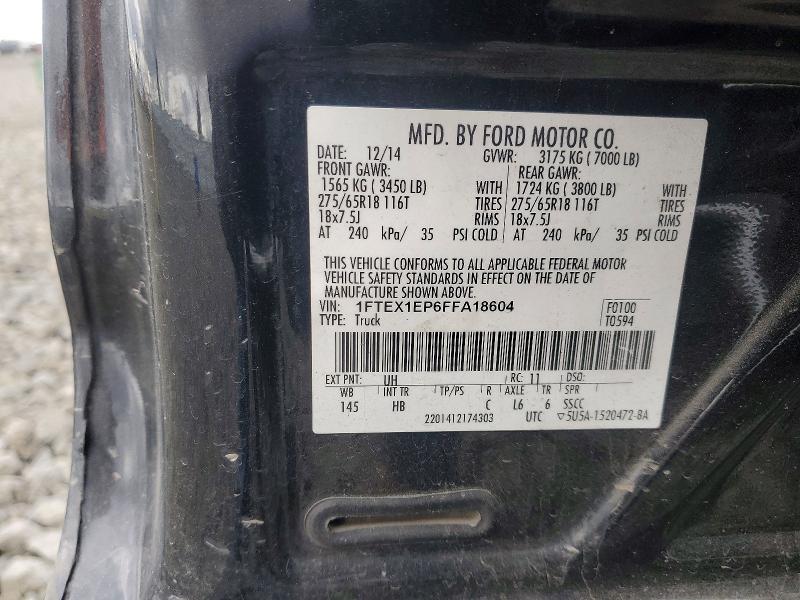 MFD. BY FORD MOTOR CO.
DATE: 12/14 GVWR: 3175 KG ( 7000 LB)
FRONT GAWR: REAR GAWR:
1565 KG ( 3450 LB) WITH 1724 KG ( 3800 LB) WITH
275/65R18 116T TIRES 275/65R18 116T TIRES
18x7.5J RIMS 18x7.5J RIMS
AT 240 kPa/ 35 PSI COLD AT 240 kPa/ 35 PSI COLD
THIS VEHICLE CONFORMS TO ALL APPLICABLE FEDERAL MOTOR
VEHICLE SAFETY STANDARDS IN EFFECT ON THE DATE OF
MANUFACTURE SHOWN ABOVE.
VIN: 1FTEX1EP6FFA18604 F0100
TYPE: Truck T0594
EXT PNT: UH RC: 11 DSO:
WB INT TR TP/PS R AXLE TR SPR
145 HB C L6 6 SSCC
2201412174303 UTC ▽5U5A-1520472-BA